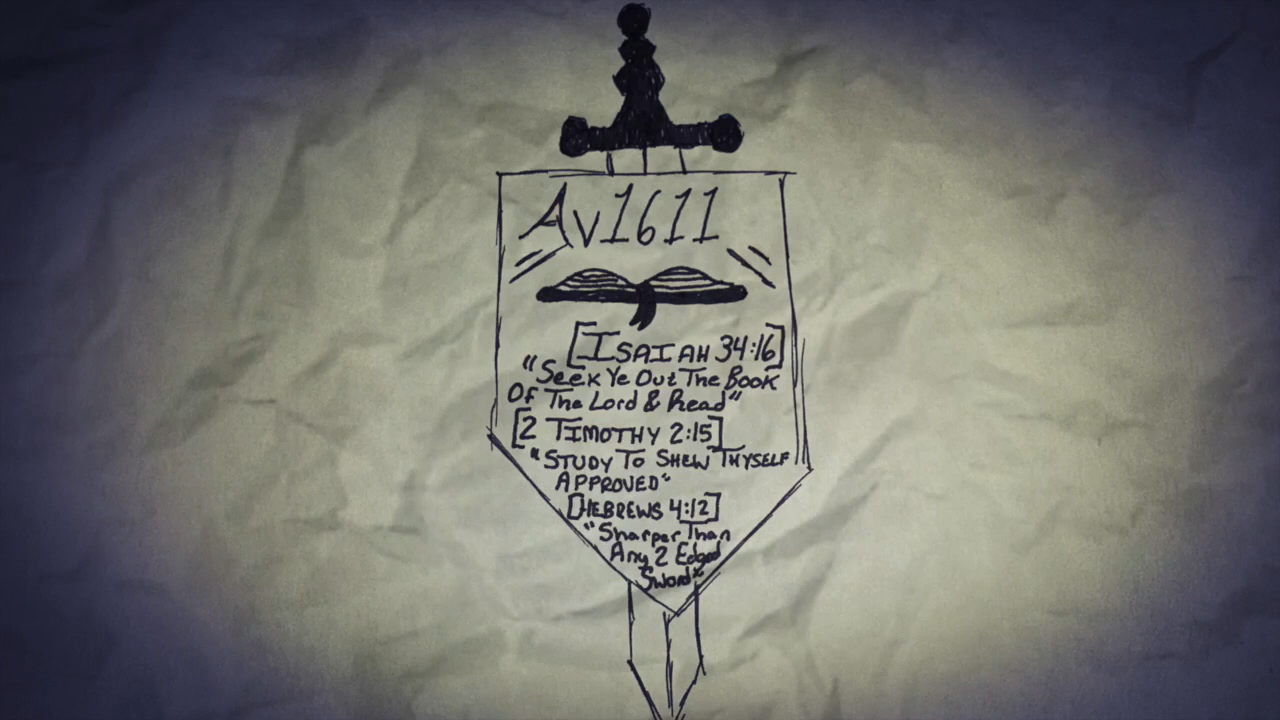 Av1611
[ISAIAH 34:16]
"Seek Ye Out The Book
Of The Lord & Read"
[2 TIMOTHY 2:15]
"STUDY TO SHEW THYSELF
APPROVED"
[HEBREWS 4:12]
"Sharper Than
Any 2 Edged
Sword"